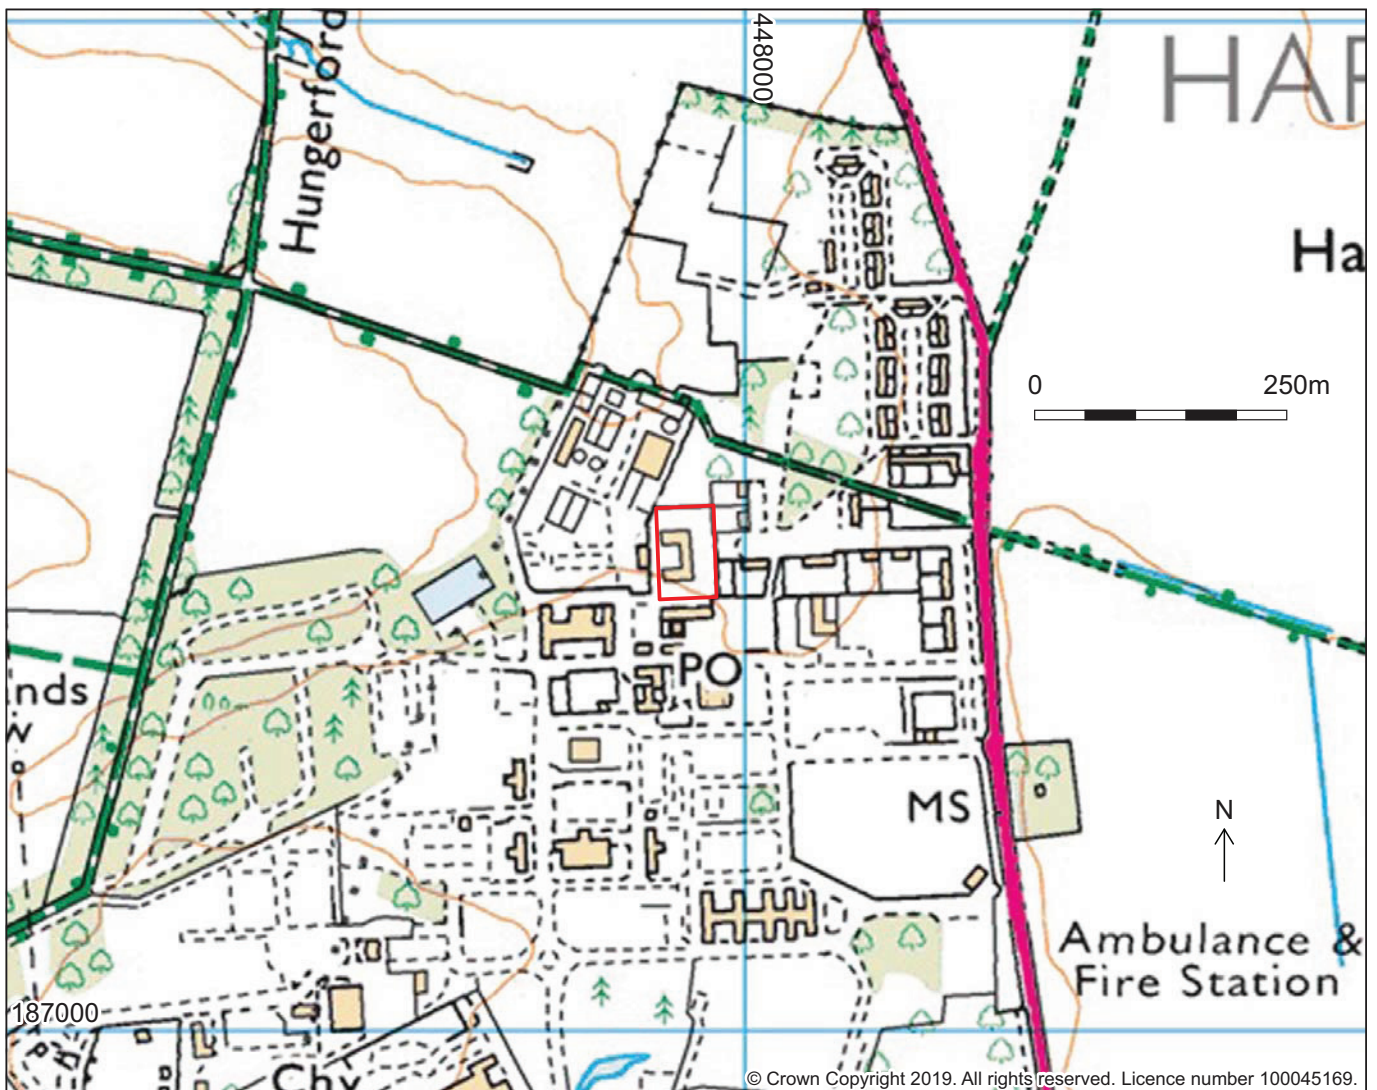 Hungerford
448000
HAR
Ha
0 250m
PO
nds
w
MS
N
Ambulance &
Fire Station
187000
Chy
© Crown Copyright 2019. All rights reserved. Licence number 100045169.